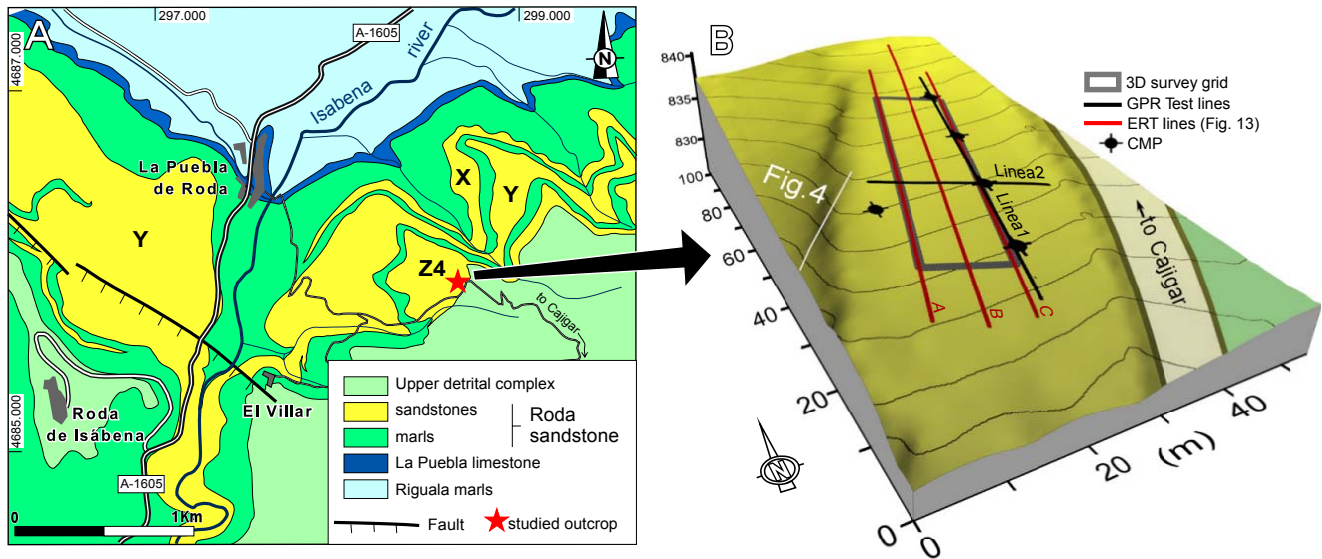 A
297.000
299.000
4687.000
A-1605
Isabena
river
N
La Puebla
de Roda
X
Y
Y
Z4
to Cajigar
El Villar
Roda
de Isábena
4685.000
A-1605
0
1Km
Upper detrital complex
sandstones
marls
Roda
sandstone
La Puebla limestone
Riguala marls
Fault
studied outcrop
B
840
835
830
100
80
60
40
20
0
3D survey grid
GPR Test lines
ERT lines (Fig. 13)
CMP
Fig. 4
Linea2
Linea1
A
B
C
to Cajigar
N
0
20
40
(m)